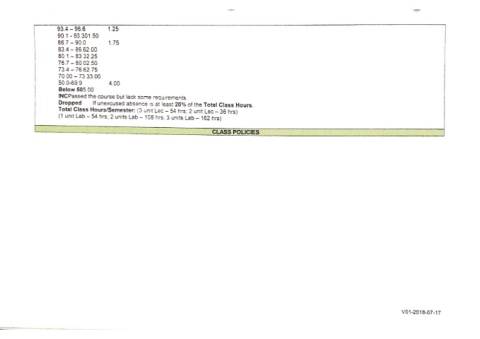 93.4 – 96.6 1.25
90.1 - 93.301.50
86.7 – 90.0 1.75
83.4 – 86.62.00
80.1 – 83.32.25
76.7 – 80.02.50
73.4 – 76.62.75
70.00 – 73.33.00
50.0-69.9 4.00
Below 505.00
INCPassed the course but lack some requirements
Dropped If unexcused absence is at least 20% of the Total Class Hours.
Total Class Hours/Semester: (3 unit Lec – 54 hrs; 2 unit Lec – 36 hrs)
(1 unit Lab – 54 hrs; 2 units Lab – 108 hrs; 3 units Lab – 162 hrs)
CLASS POLICIES
V01-2018-07-17